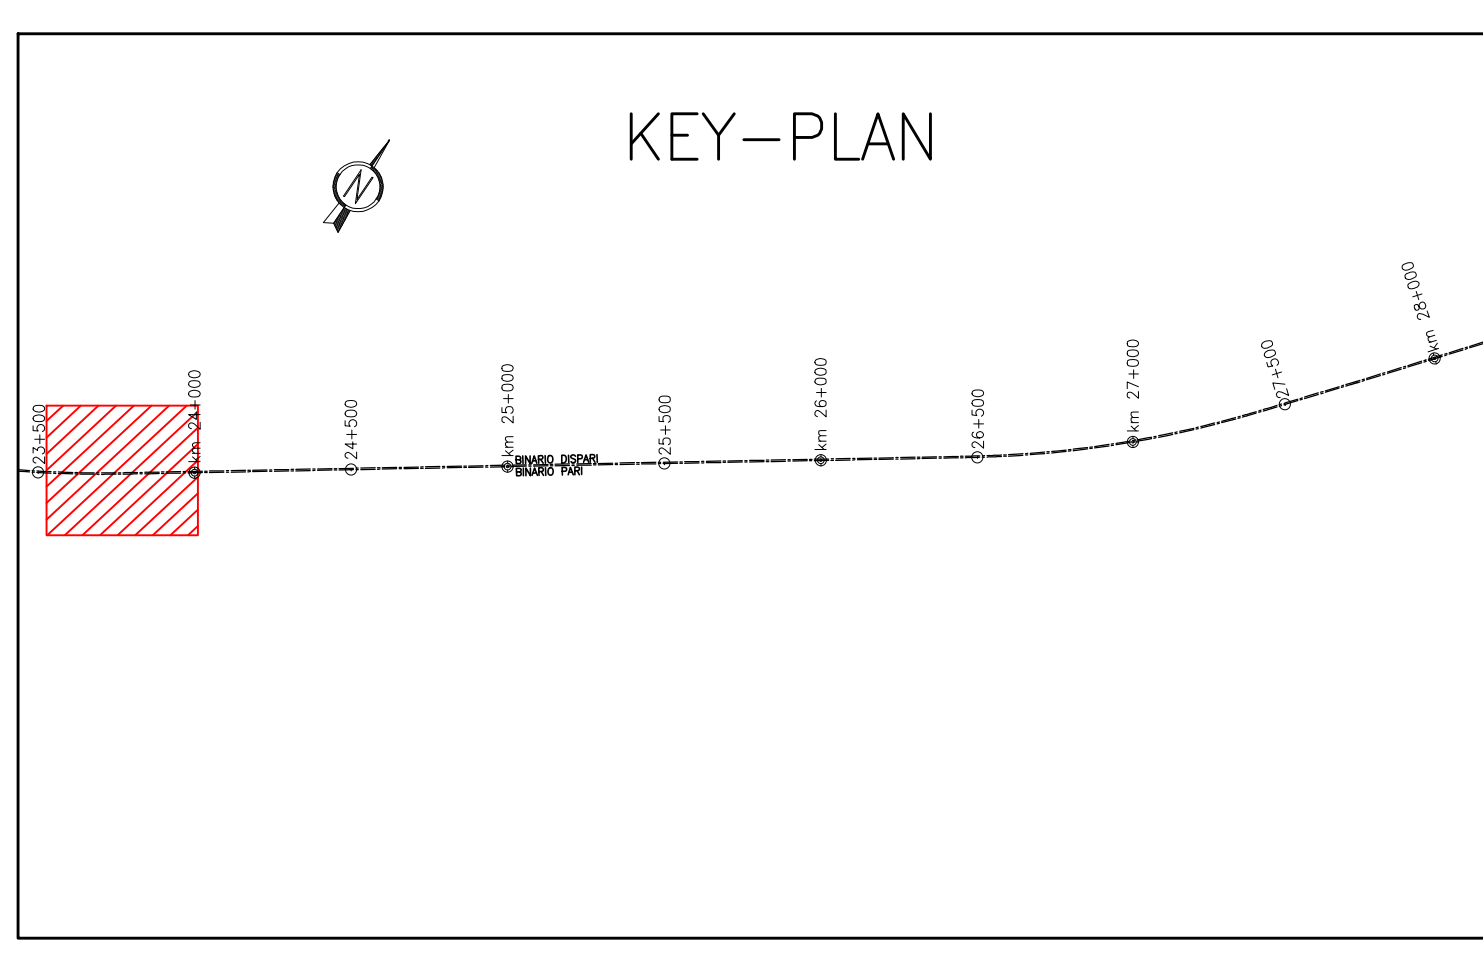 KEY-PLAN
N
23+500
km 24+000
24+500
km 25+000
BINARIO DISPARI
BINARIO PARI
25+500
km 26+000
26+500
km 27+000
27+500
km 28+000